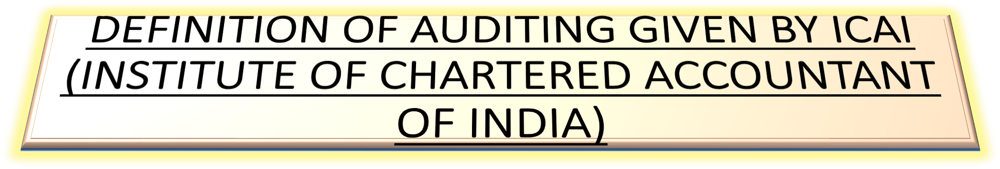 DEFINITION OF AUDITING GIVEN BY ICAI
(INSTITUTE OF CHARTERED ACCOUNTANT
OF INDIA)